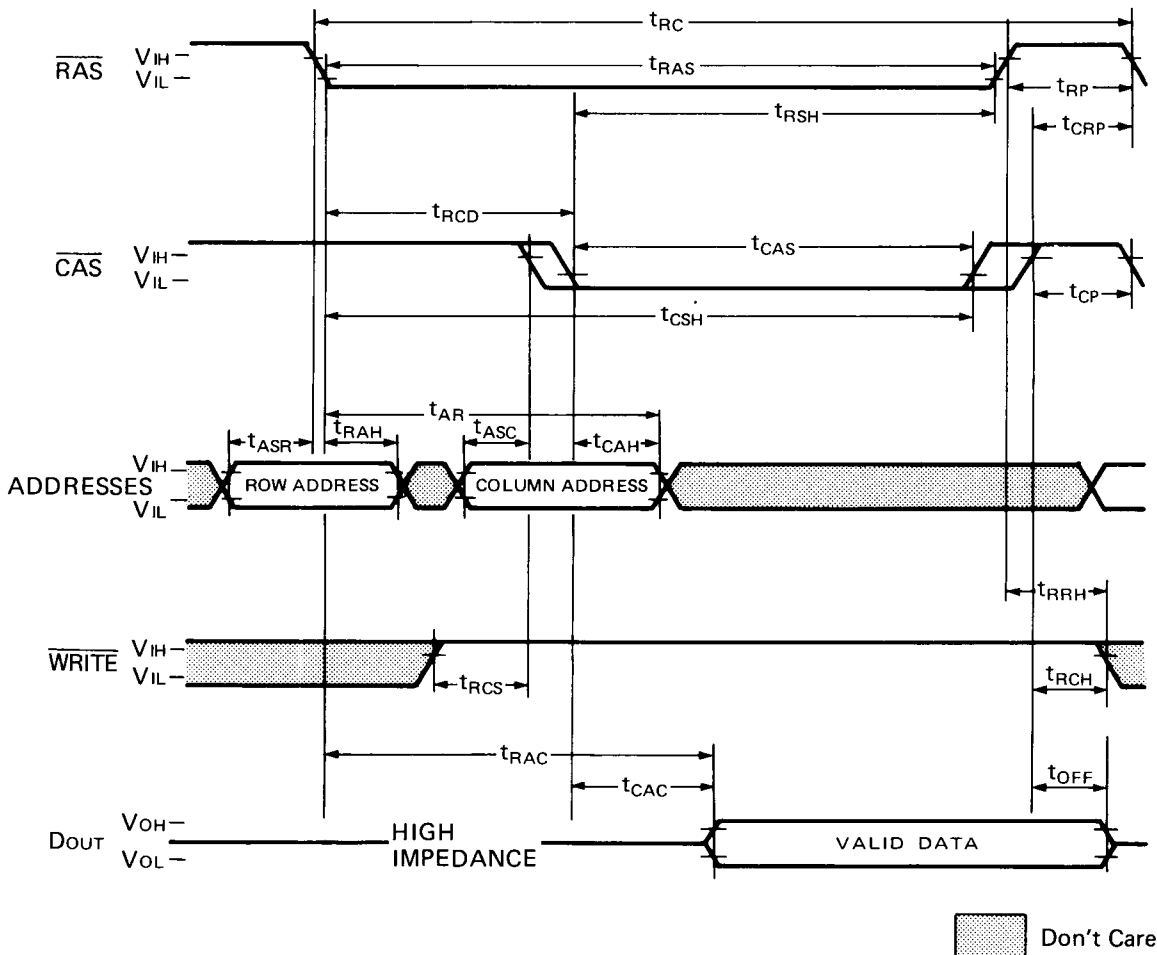 tRC
RAS
VIH
VIL
tRAS
tRP
tRSH
tCRP
tRCD
CAS
VIH
VIL
tCAS
tCP
tCSH
tAR
tASR
tRAH
tASC
tCAH
ADDRESSES
VIH
VIL
ROW ADDRESS
COLUMN ADDRESS
tRRH
WRITE
VIH
VIL
tRCS
tRCH
tRAC
tCAC
tOFF
DOUT
VOH
VOL
HIGH
IMPEDANCE
VALID DATA
Don't Care